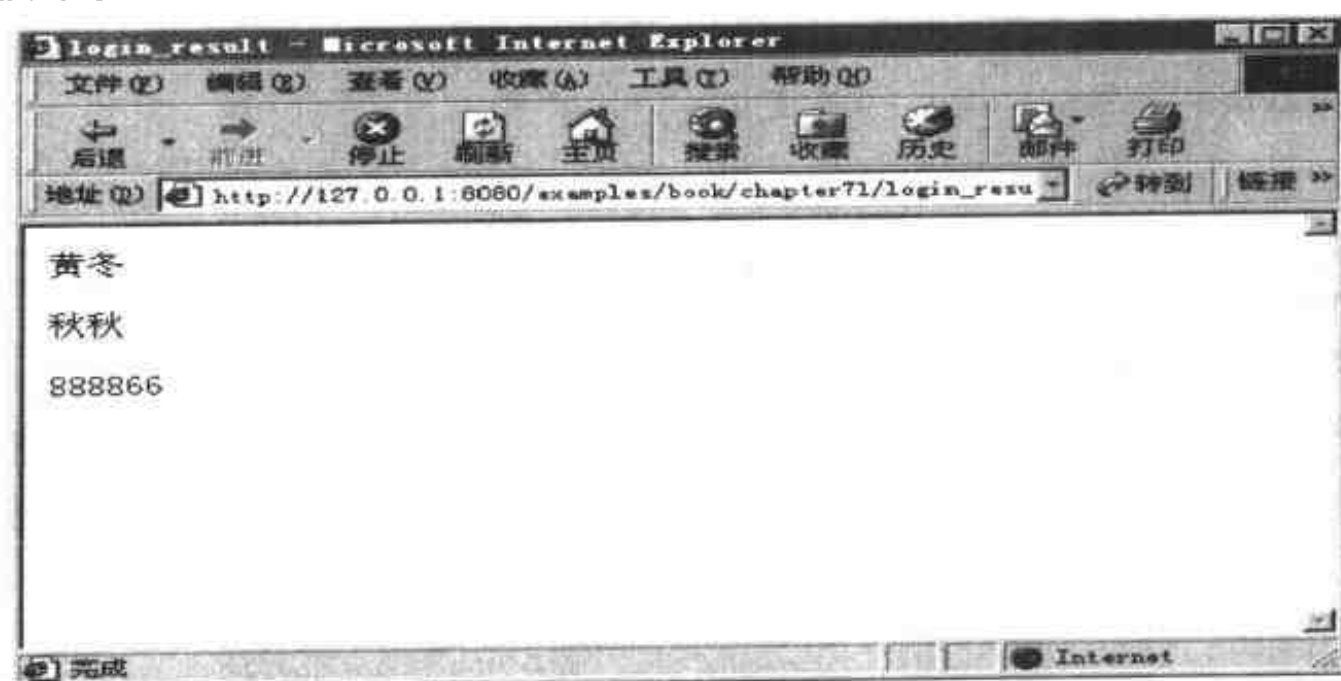 login_result - Microsoft Internet Explorer
文件(F) 编辑(E) 查看(V) 收藏(A) 工具(T) 帮助(H)
后退 前进 停止 刷新 主页 搜索 收藏 历史 邮件 打印 »
地址(D) http://127.0.0.1:8080/examples/book/chapter71/login_resu 转到 链接 »
黄冬
秋秋
888866
完成 Internet